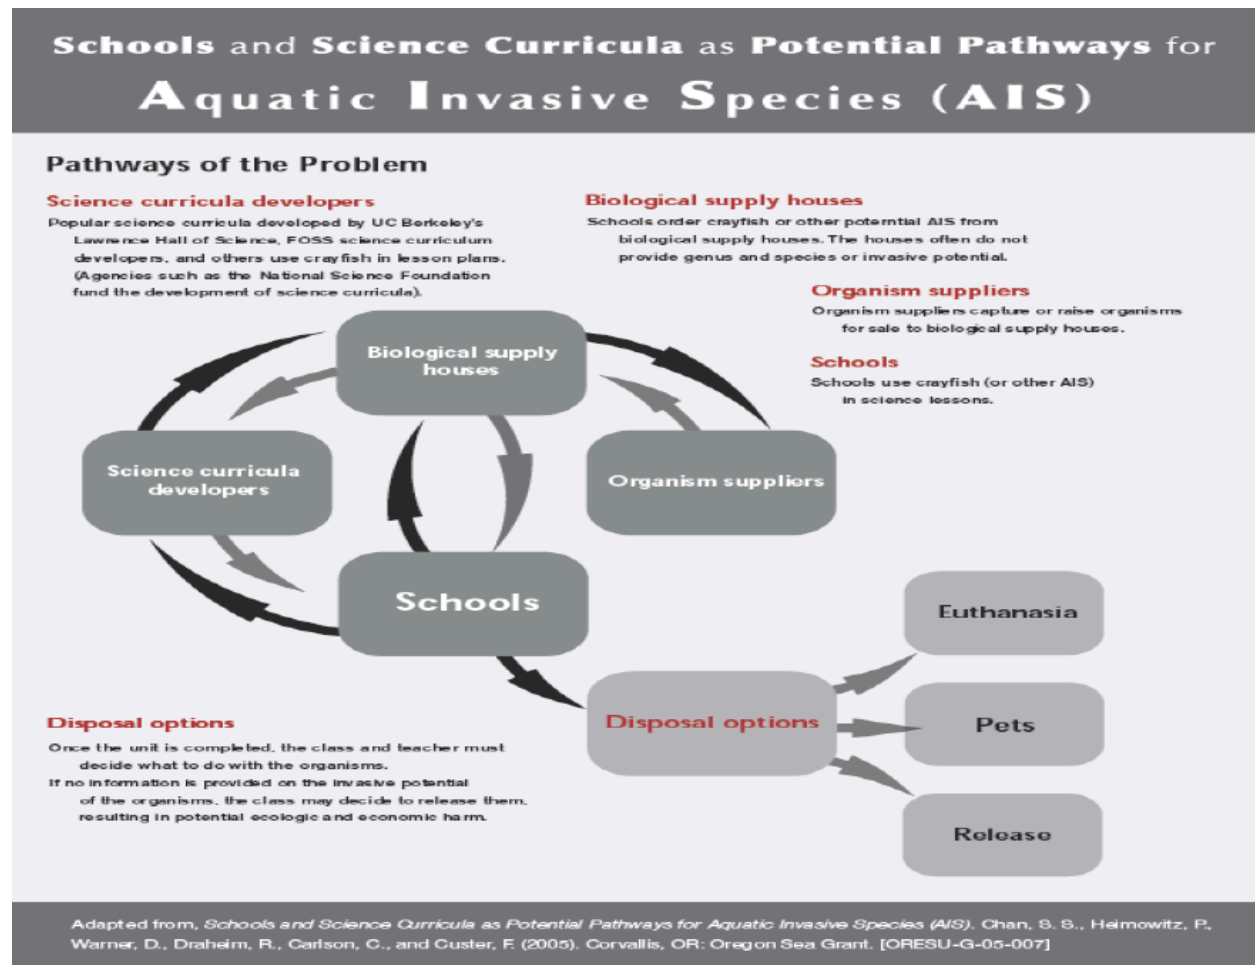 Schools and Science Curricula as Potential Pathways for
Aquatic Invasive Species (AIS)
Pathways of the Problem
Science curricula developers
Popular science curricula developed by UC Berkeley's
Lawrence Hall of Science, FOSS science curriculum
developers, and others use crayfish in lesson plans.
(Agencies such as the National Science Foundation
fund the development of science curricula).
Biological supply houses
Schools order crayfish or other poterntial AIS from
biological supply houses. The houses often do not
provide genus and species or invasive potential.
Organism suppliers
Organism suppliers capture or raise organisms
for sale to biological supply houses.
Schools
Schools use crayfish (or other AIS)
in science lessons.
Biological supply
houses
Science curricula
developers
Organism suppliers
Schools
Disposal options
Euthanasia
Pets
Release
Disposal options
Once the unit is completed, the class and teacher must
decide what to do with the organisms.
If no information is provided on the invasive potential
of the organisms, the class may decide to release them,
resulting in potential ecologic and economic harm.
Adapted from, Schools and Science Curricula as Potential Pathways for Aquatic Invasive Species (AIS). Chan, S. S., Heimowitz, P.,
Warner, D., Draheim, R., Carlson, C., and Custer, F. (2005). Corvallis, OR: Oregon Sea Grant. [ORESU-G-05-007]